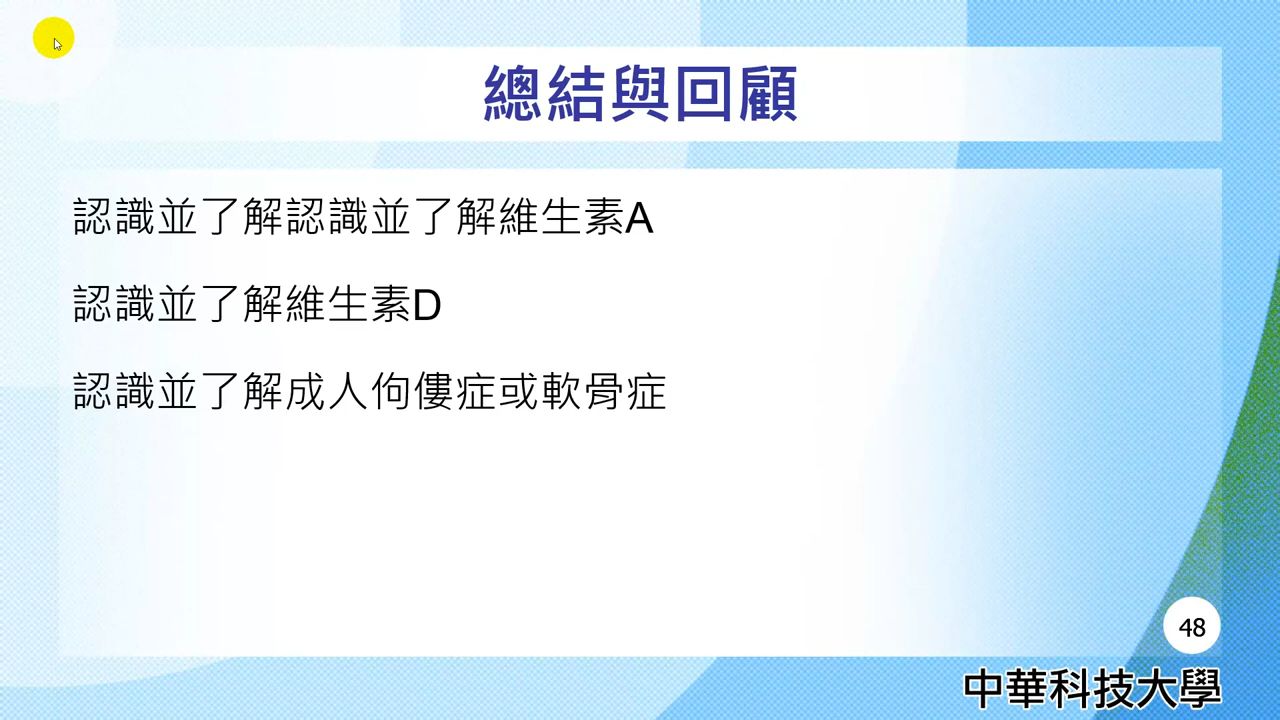 總結與回顧
認識並了解認識並了解維生素A
認識並了解維生素D
認識並了解成人佝僂症或軟骨症
48
中華科技大學